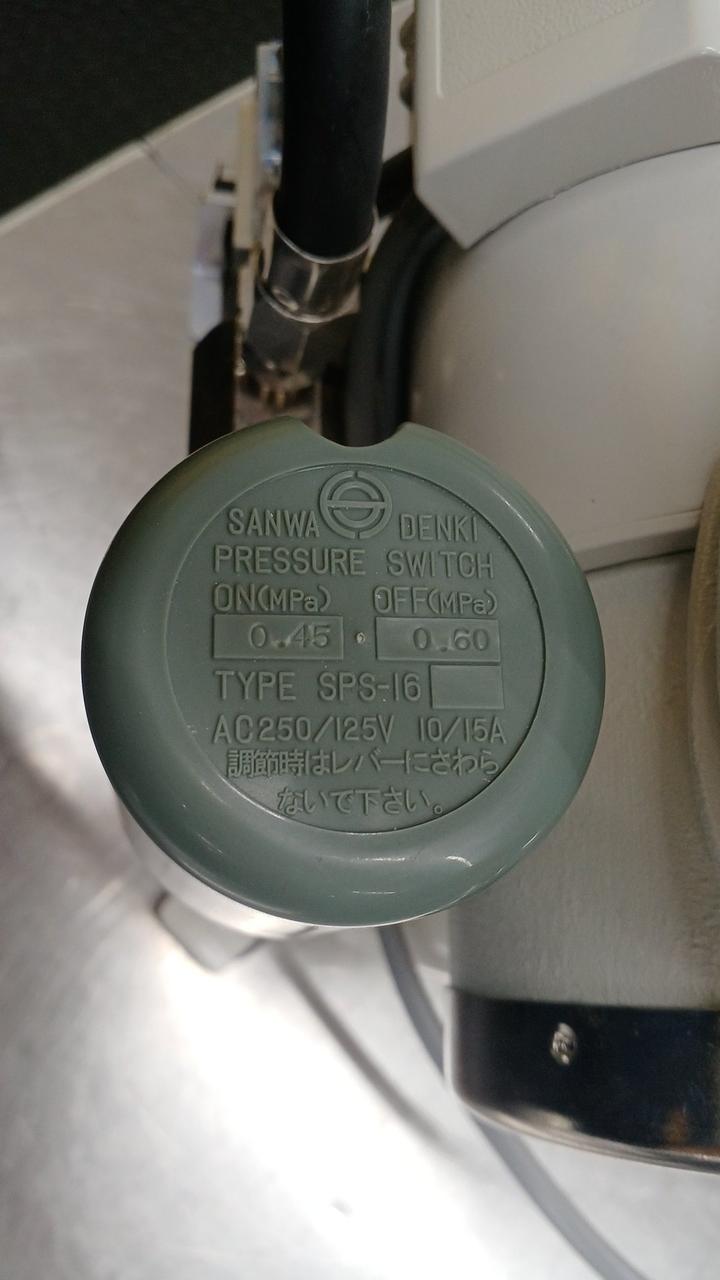 SANWA DENKI
PRESSURE SWITCH
ON(MPa) OFF(MPa)
0.45 0.60
TYPE SPS-16
AC250/125V 10/15A
調節時はレバーにさわら
ないで下さい。